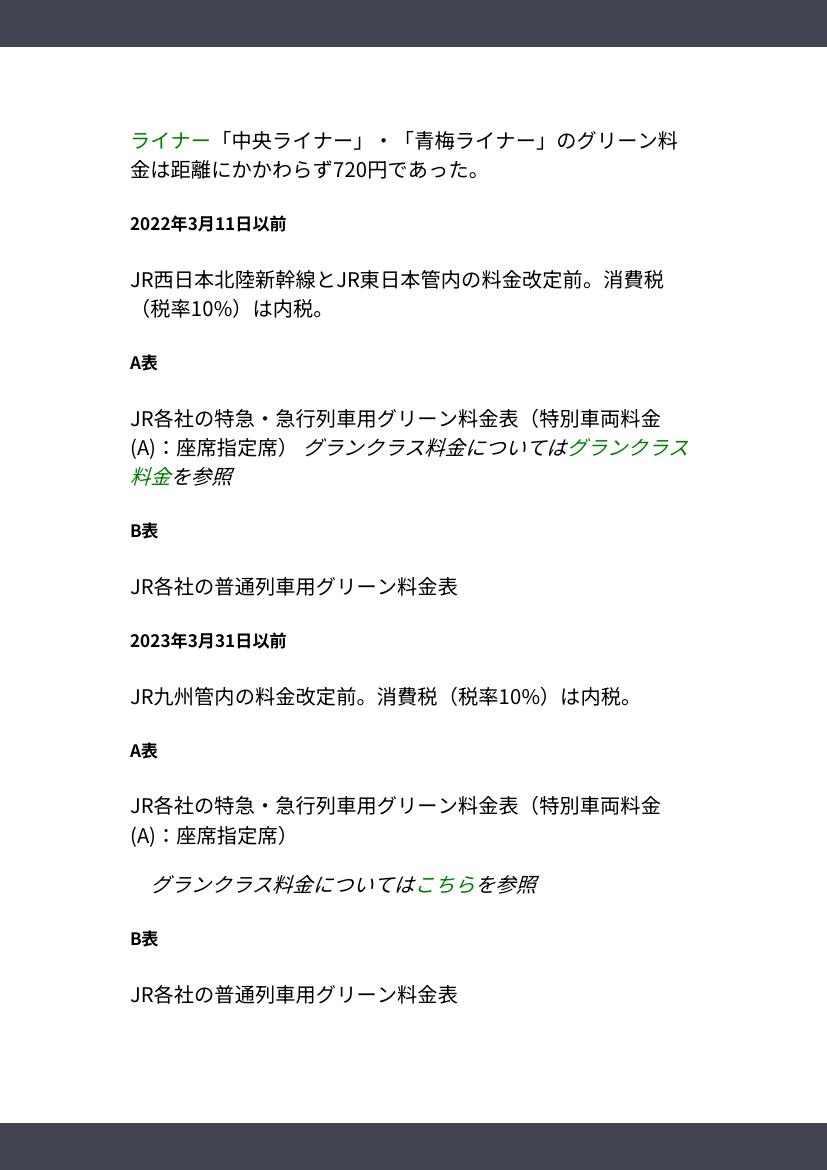 ライナー「中央ライナー」・「青梅ライナー」のグリーン料
金は距離にかかわらず720円であった。
2022年3月11日以前
JR西日本北陸新幹線とJR東日本管内の料金改定前。消費税
（税率10%）は内税。
A表
JR各社の特急・急行列車用グリーン料金表（特別車両料金
(A)：座席指定席） グランクラス料金についてはグランクラス
料金を参照
B表
JR各社の普通列車用グリーン料金表
2023年3月31日以前
JR九州管内の料金改定前。消費税（税率10%）は内税。
A表
JR各社の特急・急行列車用グリーン料金表（特別車両料金
(A)：座席指定席）
グランクラス料金についてはこちらを参照
B表
JR各社の普通列車用グリーン料金表